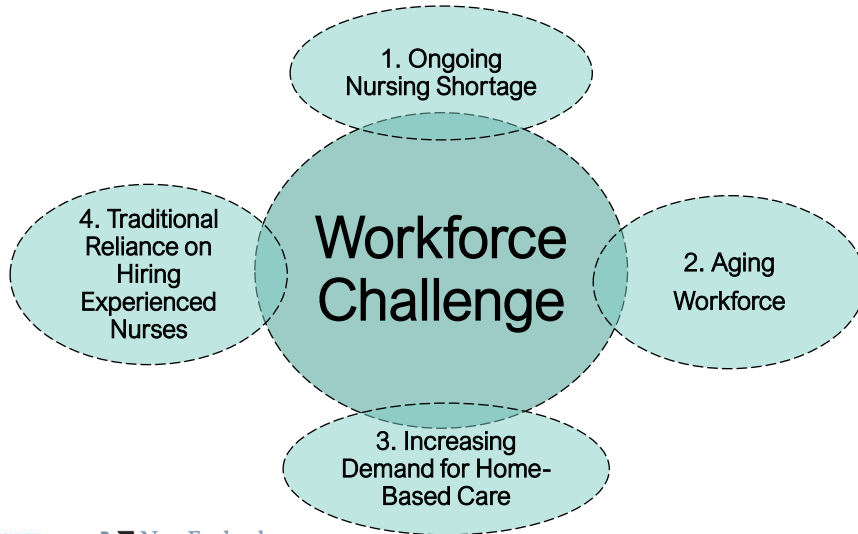 1. Ongoing
Nursing Shortage
4. Traditional
Reliance on
Hiring
Experienced
Nurses
Workforce
Challenge
2. Aging
Workforce
3. Increasing
Demand for Home-
Based Care